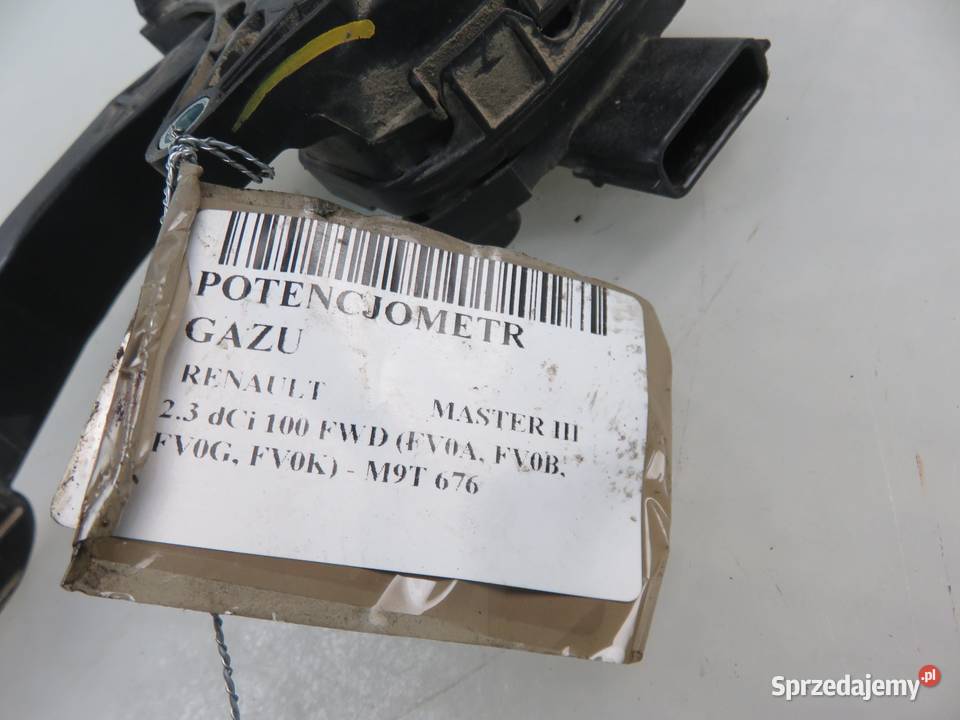 POTENCJOMETR
GAZU
RENAULT MASTER III
2.3 dCi 100 FWD (FV0A, FV0B,
FV0G, FV0K) - M9T 676
Sprzedajemy.pl